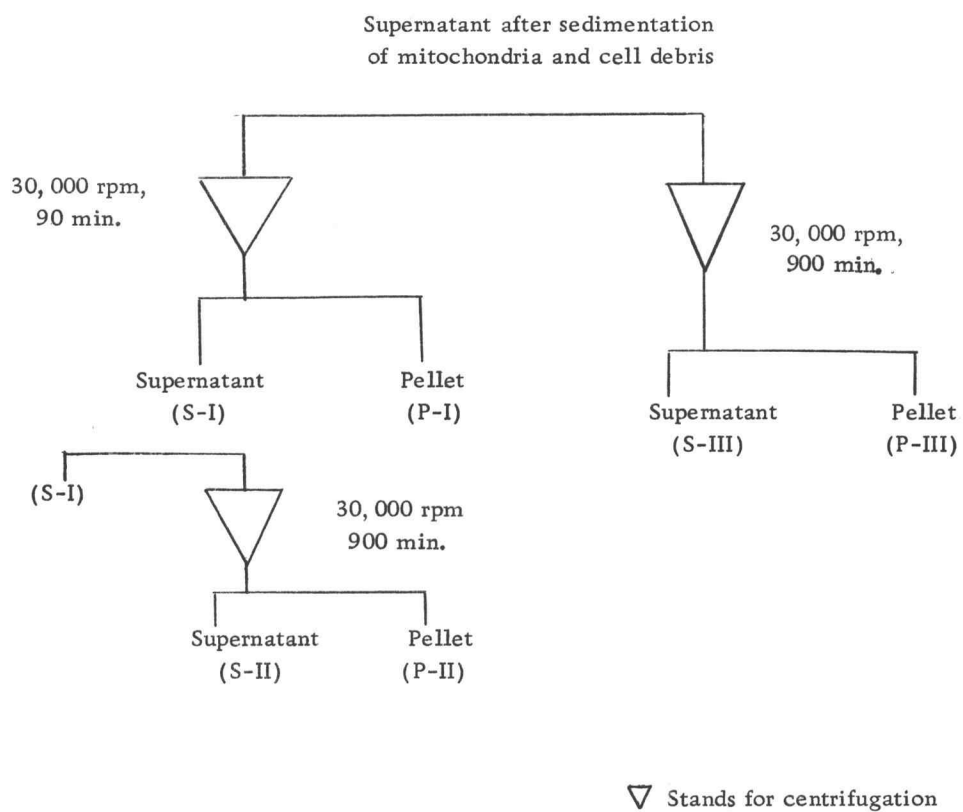 Supernatant after sedimentation
of mitochondria and cell debris
30, 000 rpm,
90 min.
30, 000 rpm,
900 min.
Supernatant
(S-I)
Pellet
(P-I)
Supernatant
(S-III)
Pellet
(P-III)
(S-I)
30, 000 rpm
900 min.
Supernatant
(S-II)
Pellet
(P-II)
Stands for centrifugation